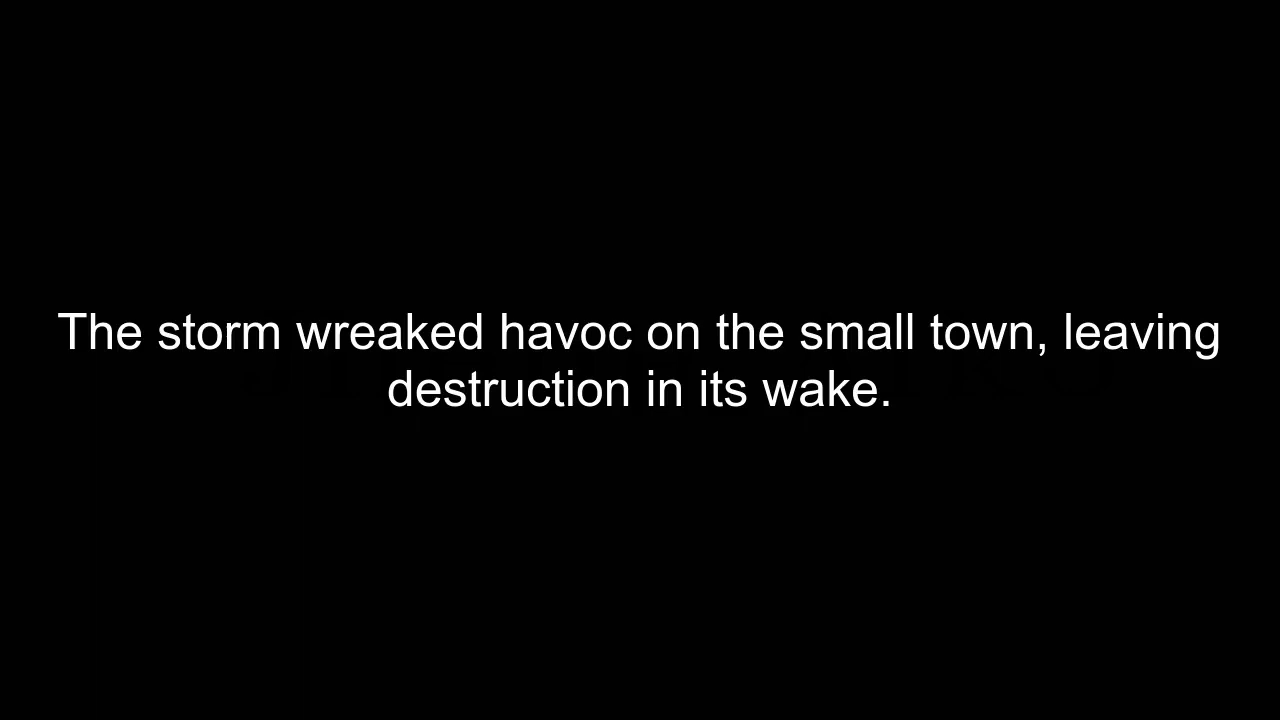 The storm wreaked havoc on the small town, leaving
destruction in its wake.